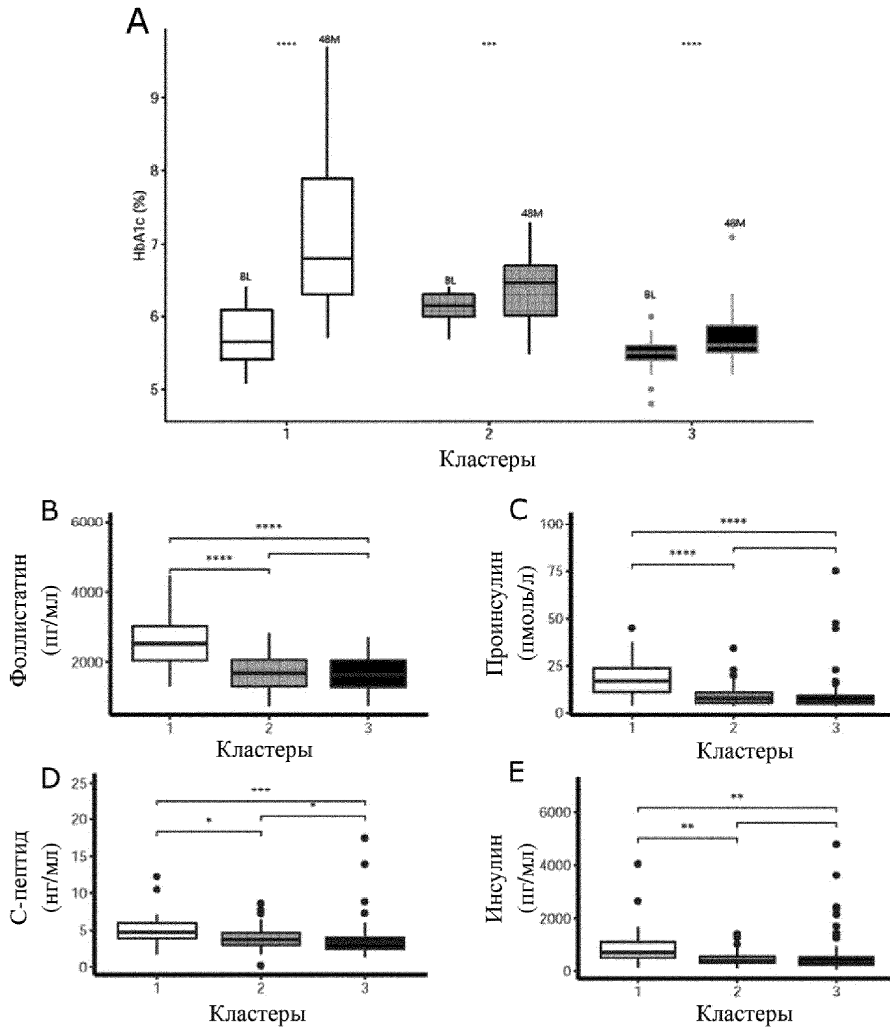 A
**** *** ****
48M
9
8
HbA1c (%)
7
48M
48M
BL
BL
BL
6
5
1 2 3
Кластеры
B
6000
****
****
4000
Фоллистатин
(пг/мл)
2000
1 2 3
Кластеры
C
100
****
****
75
50
Проинсулин
(пмоль/л)
25
0
1 2 3
Кластеры
D
25
***
20
* *
15
С-пептид
(нг/мл)
10
5
0
1 2 3
Кластеры
E
6000
**
**
4000
Инсулин
(пг/мл)
2000
0
1 2 3
Кластеры